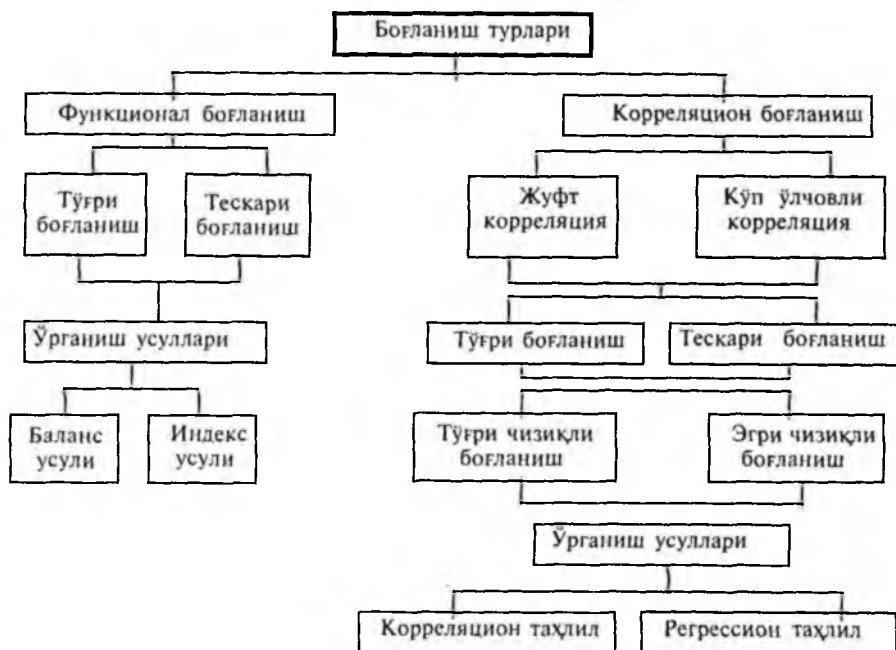 Боғланиш турлари
Функционал боғланиш
Корреляцион боғланиш
Тўғри
боғланиш
Тескари
боғланиш
Жуфт
корреляция
Кўп ўлчовли
корреляция
Ўрганиш усуллари
Тўғри боғланиш
Тескари боғланиш
Баланс
усули
Индекс
усули
Тўғри чизиқли
боғланиш
Эгри чизиқли
боғланиш
Ўрганиш усуллари
Корреляцион таҳлил
Регрессион таҳлил